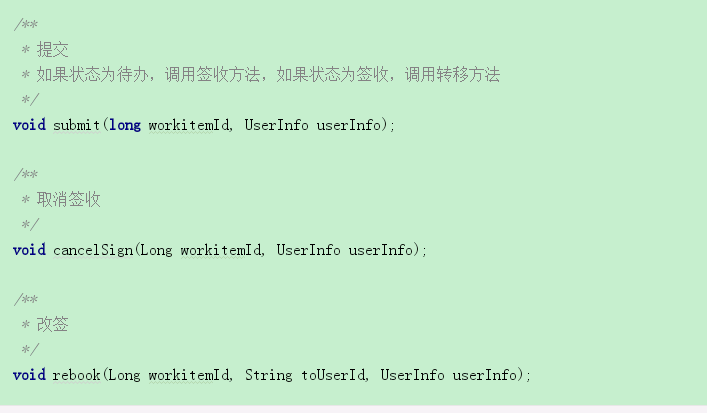 /**
* 提交
* 如果状态为待办，调用签收方法，如果状态为签收，调用转移方法
*/
void submit(long workitemId, UserInfo userInfo);
/**
* 取消签收
*/
void cancelSign(Long workitemId, UserInfo userInfo);
/**
* 改签
*/
void rebook(Long workitemId, String toUserId, UserInfo userInfo);